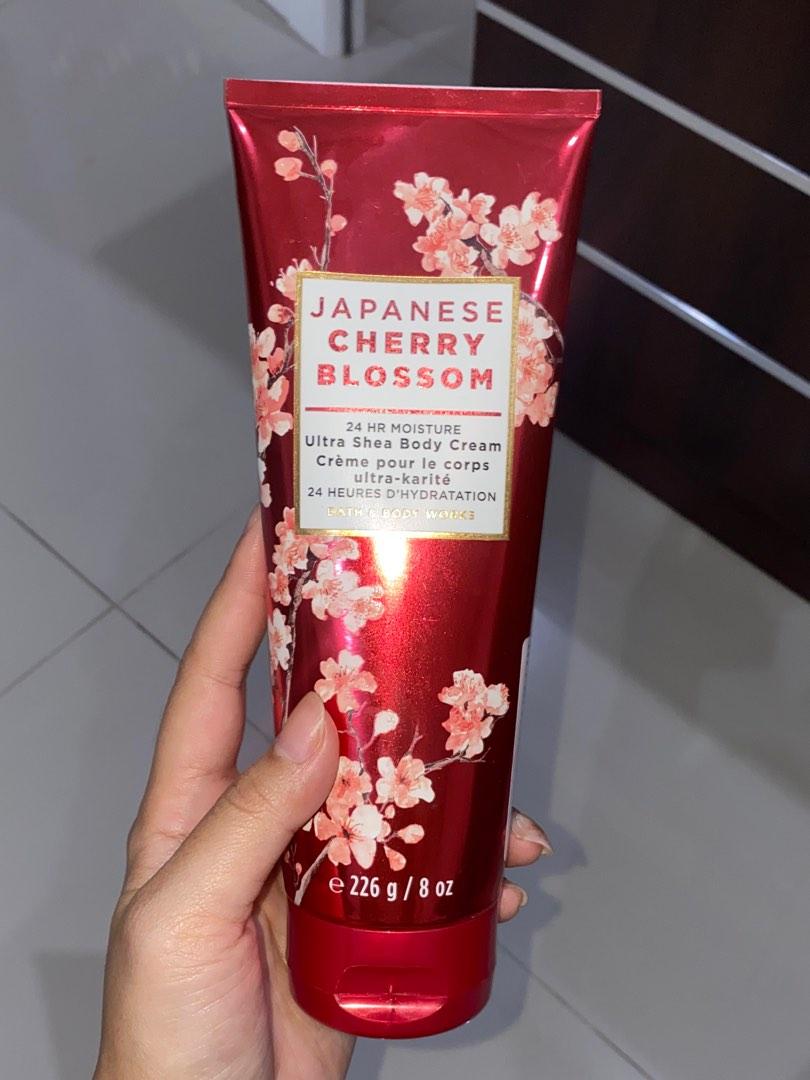 JAPANESE
CHERRY
BLOSSOM
24 HR MOISTURE
Ultra Shea Body Cream
Crème pour le corps
ultra-karité
24 HEURES D'HYDRATATION
BATH & BODY WORKS
℮ 226 g / 8 oz